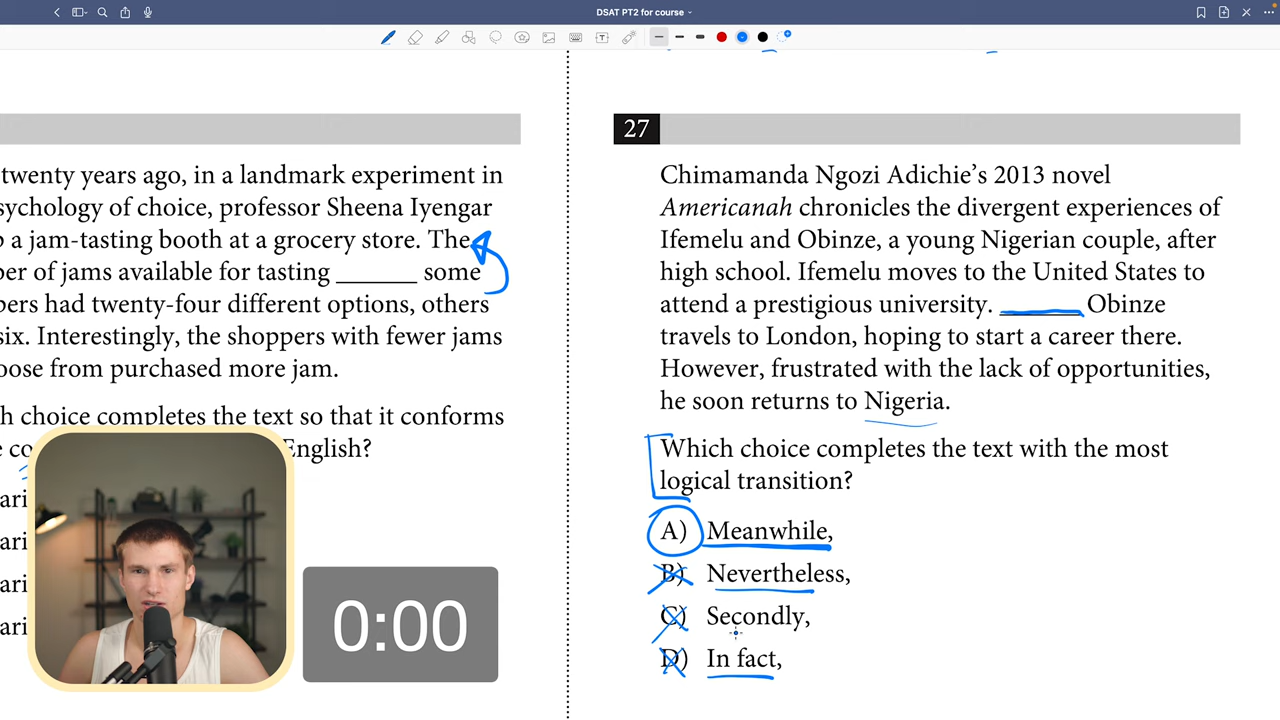 DSAT PT2 for course
twenty years ago, in a landmark experiment in
sychology of choice, professor Sheena Iyengar
a jam-tasting booth at a grocery store. The
ber of jams available for tasting ______ some
pers had twenty-four different options, others
six. Interestingly, the shoppers with fewer jams
oose from purchased more jam.
h choice completes the text so that it conforms
English?
0:00
27
Chimamanda Ngozi Adichie’s 2013 novel
Americanah chronicles the divergent experiences of
Ifemelu and Obinze, a young Nigerian couple, after
high school. Ifemelu moves to the United States to
attend a prestigious university. ______ Obinze
travels to London, hoping to start a career there.
However, frustrated with the lack of opportunities,
he soon returns to Nigeria.
Which choice completes the text with the most
logical transition?
A) Meanwhile,
B) Nevertheless,
C) Secondly,
D) In fact,